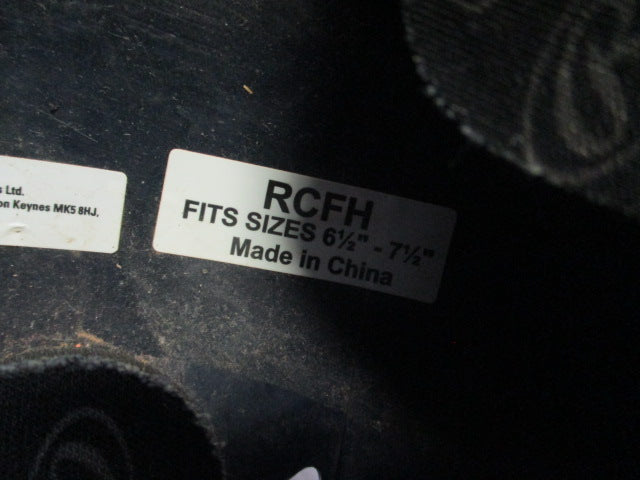 s Ltd.
on Keynes MK5 8HJ.
RCFH
FITS SIZES 6½" - 7½"
Made in China